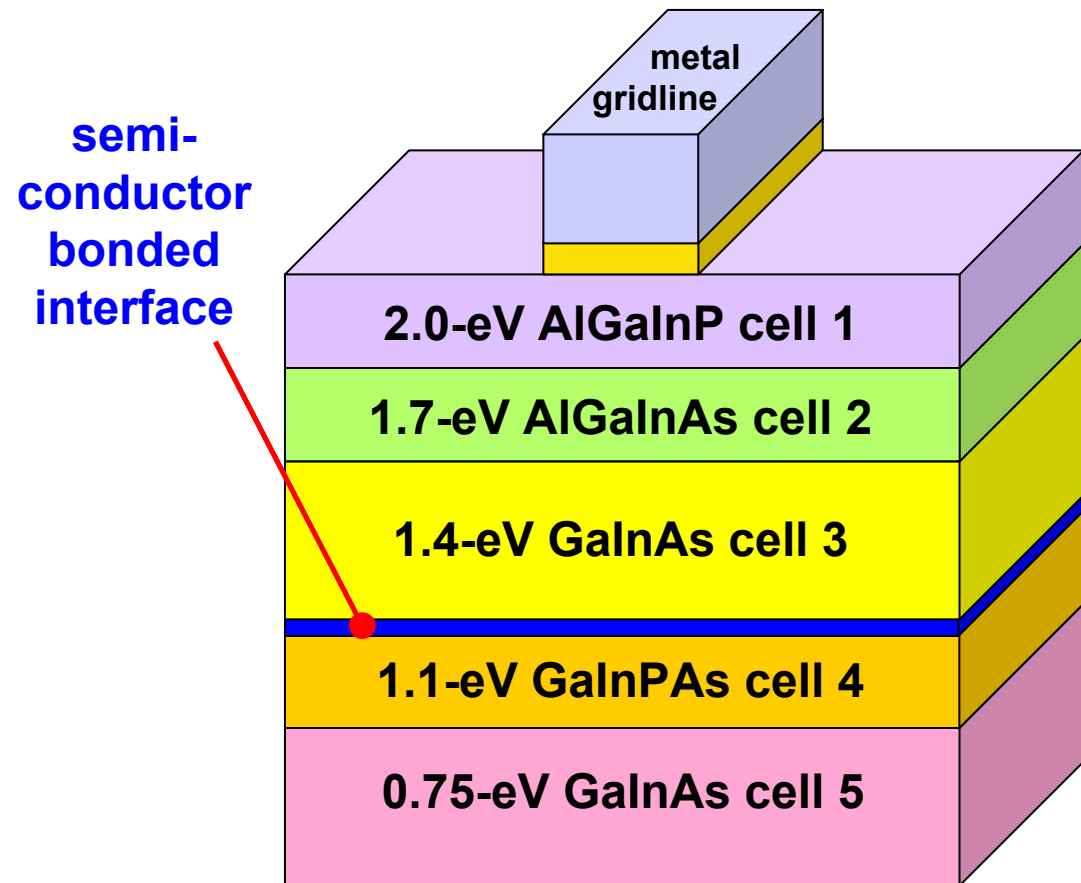 metal
gridline
semi-
conductor
bonded
interface
2.0-eV AlGaInP cell 1
1.7-eV AlGaInAs cell 2
1.4-eV GaInAs cell 3
1.1-eV GaInPAs cell 4
0.75-eV GaInAs cell 5